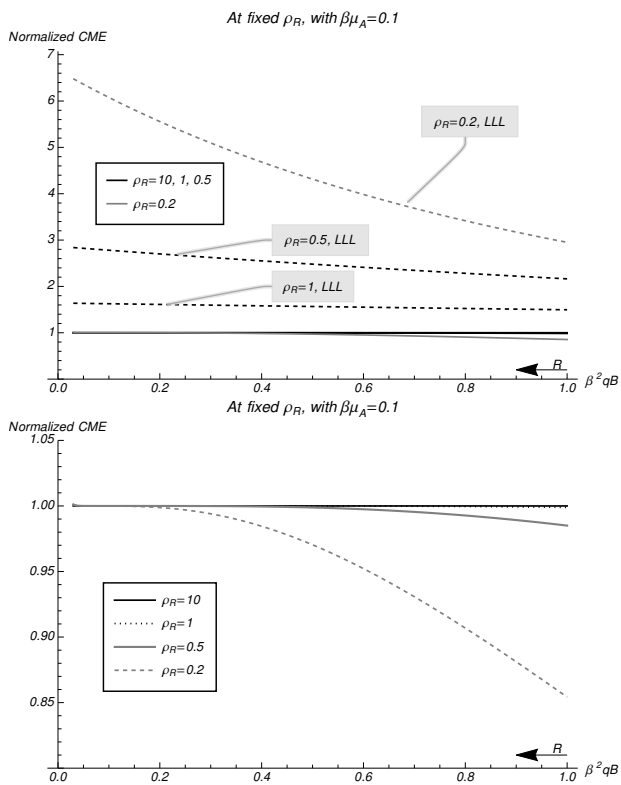 At fixed ρR, with βμA=0.1
Normalized CME
7
6
5
4
3
2
1
ρR=0.2, LLL
ρR=10, 1, 0.5
ρR=0.2
ρR=0.5, LLL
ρR=1, LLL
R
0.0 0.2 0.4 0.6 0.8 1.0 β²qB
At fixed ρR, with βμA=0.1
Normalized CME
1.05
1.00
0.95
0.90
0.85
ρR=10
ρR=1
ρR=0.5
ρR=0.2
R
0.0 0.2 0.4 0.6 0.8 1.0 β²qB